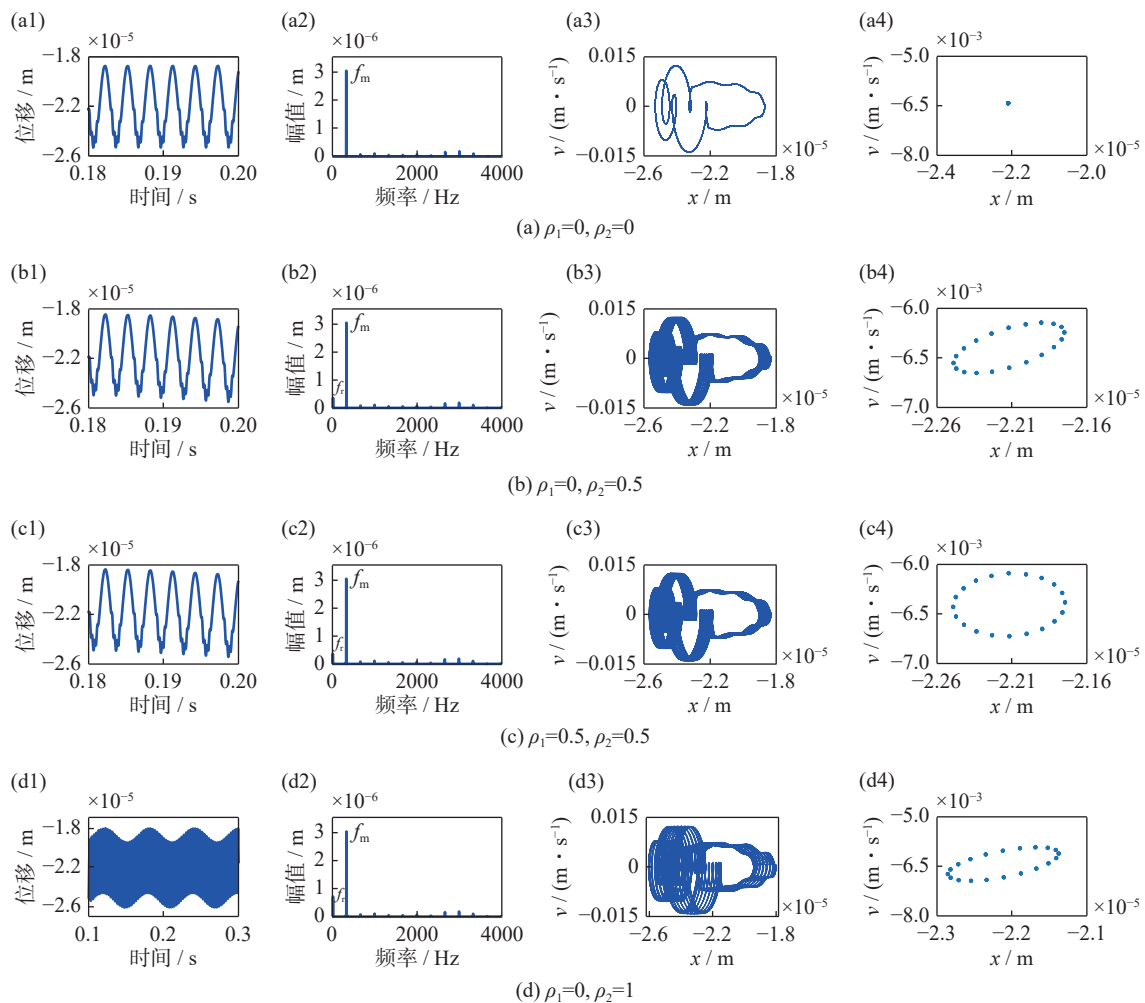 (a1) (a2) (a3) (a4)
×10⁻⁵ ×10⁻⁶ ×10⁻³
−1.8 −2.2 −2.6
位移 / m
0.18 0.19 0.20
时间 / s
3 2 1 0
幅值 / m
f_m
0 2000 4000
频率 / Hz
0.015 0 −0.015
v / (m·s⁻¹)
×10⁻⁵
−2.6 −2.2 −1.8
x / m
−5.0 −6.5 −8.0
v / (m·s⁻¹)
×10⁻⁵
−2.4 −2.2 −2.0
x / m
(a) ρ₁=0, ρ₂=0
(b1) (b2) (b3) (b4)
×10⁻⁵ ×10⁻⁶ ×10⁻³
−1.8 −2.2 −2.6
位移 / m
0.18 0.19 0.20
时间 / s
3 2 1 0
幅值 / m
f_m
f_r
0 2000 4000
频率 / Hz
0.015 0 −0.015
v / (m·s⁻¹)
×10⁻⁵
−2.6 −2.2 −1.8
x / m
−6.0 −6.5 −7.0
v / (m·s⁻¹)
×10⁻⁵
−2.26 −2.21 −2.16
x / m
(b) ρ₁=0, ρ₂=0.5
(c1) (c2) (c3) (c4)
×10⁻⁵ ×10⁻⁶ ×10⁻³
−1.8 −2.2 −2.6
位移 / m
0.18 0.19 0.20
时间 / s
3 2 1 0
幅值 / m
f_m
f_r
0 2000 4000
频率 / Hz
0.015 0 −0.015
v / (m·s⁻¹)
×10⁻⁵
−2.6 −2.2 −1.8
x / m
−6.0 −6.5 −7.0
v / (m·s⁻¹)
×10⁻⁵
−2.26 −2.21 −2.16
x / m
(c) ρ₁=0.5, ρ₂=0.5
(d1) (d2) (d3) (d4)
×10⁻⁵ ×10⁻⁶ ×10⁻³
−1.8 −2.2 −2.6
位移 / m
0.1 0.2 0.3
时间 / s
3 2 1 0
幅值 / m
f_m
f_r
0 2000 4000
频率 / Hz
0.015 0 −0.015
v / (m·s⁻¹)
×10⁻⁵
−2.6 −2.2 −1.8
x / m
−5.0 −6.5 −8.0
v / (m·s⁻¹)
×10⁻⁵
−2.3 −2.2 −2.1
x / m
(d) ρ₁=0, ρ₂=1